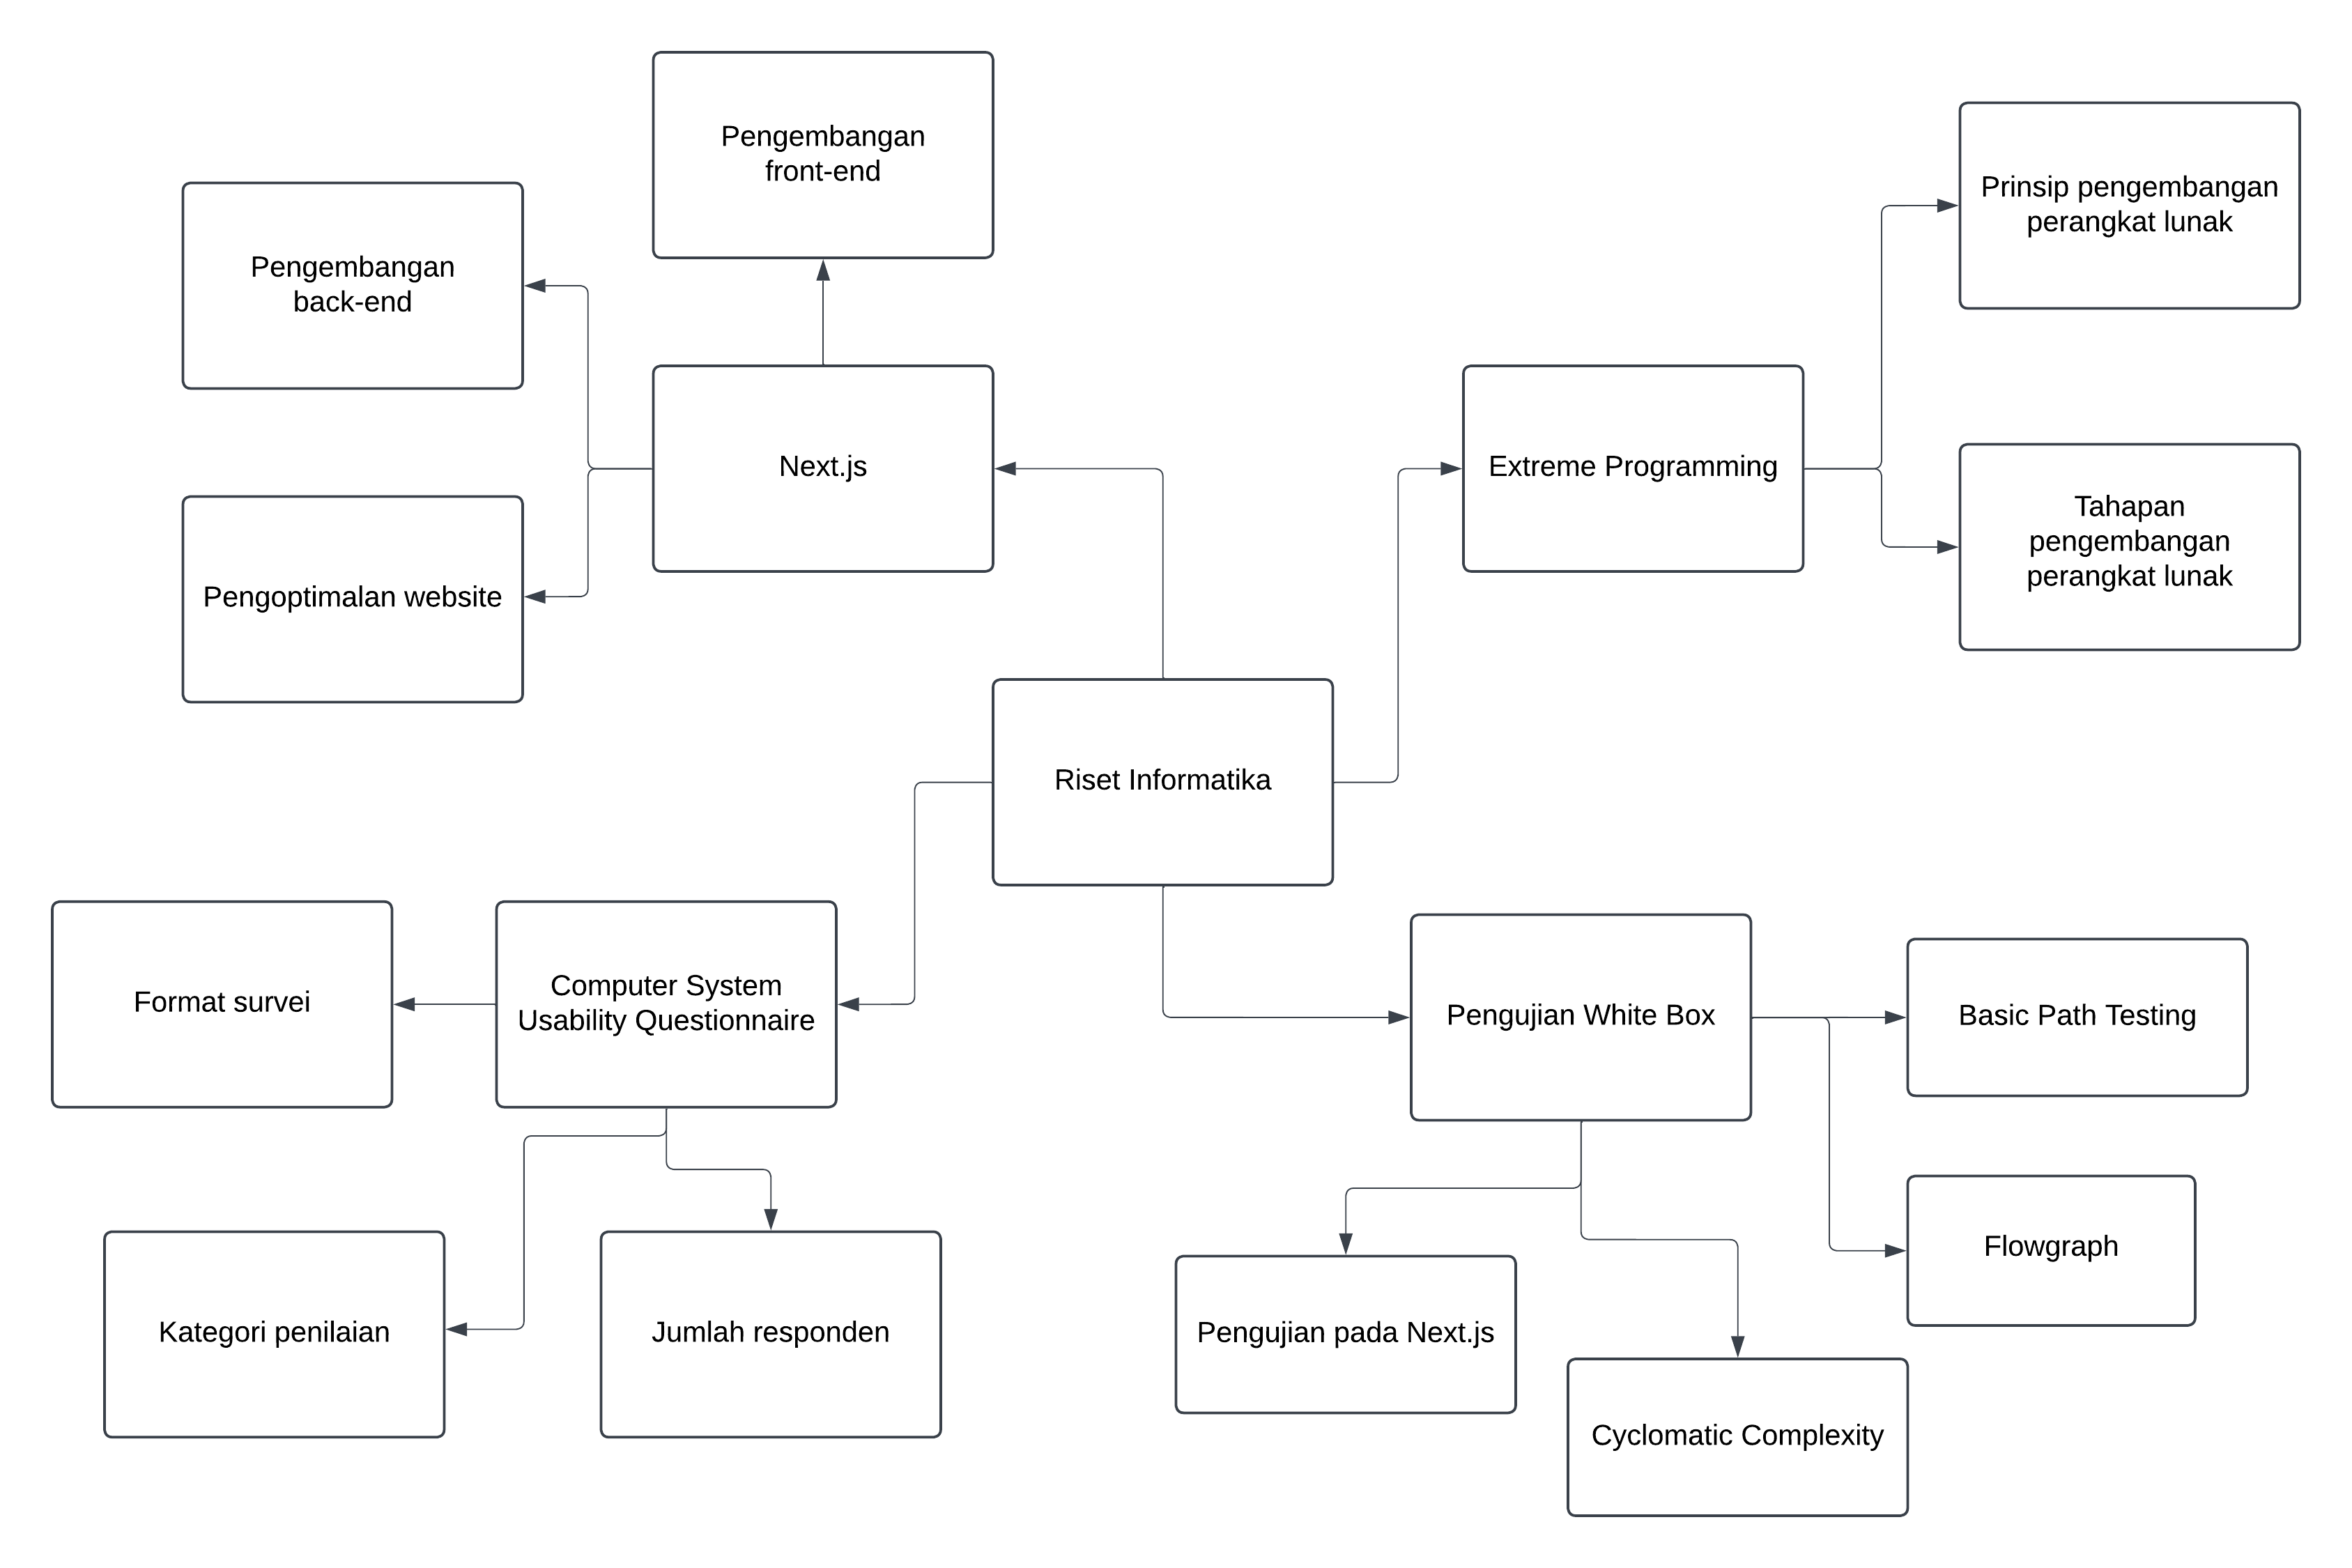 Pengembangan
front-end
Prinsip pengembangan
perangkat lunak
Pengembangan
back-end
Next.js
Extreme Programming
Tahapan
pengembangan
perangkat lunak
Pengoptimalan website
Riset Informatika
Format survei
Computer System
Usability Questionnaire
Pengujian White Box
Basic Path Testing
Flowgraph
Kategori penilaian
Jumlah responden
Pengujian pada Next.js
Cyclomatic Complexity